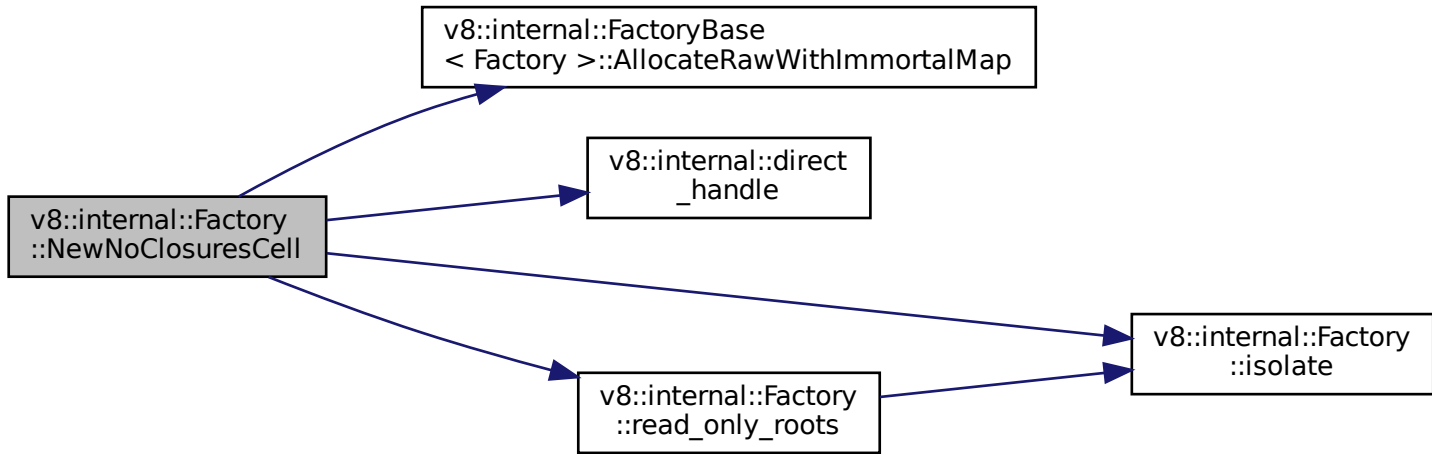 v8::internal::FactoryBase
< Factory >::AllocateRawWithImmortalMap
v8::internal::direct
_handle
v8::internal::Factory
::NewNoClosuresCell
v8::internal::Factory
::isolate
v8::internal::Factory
::read_only_roots